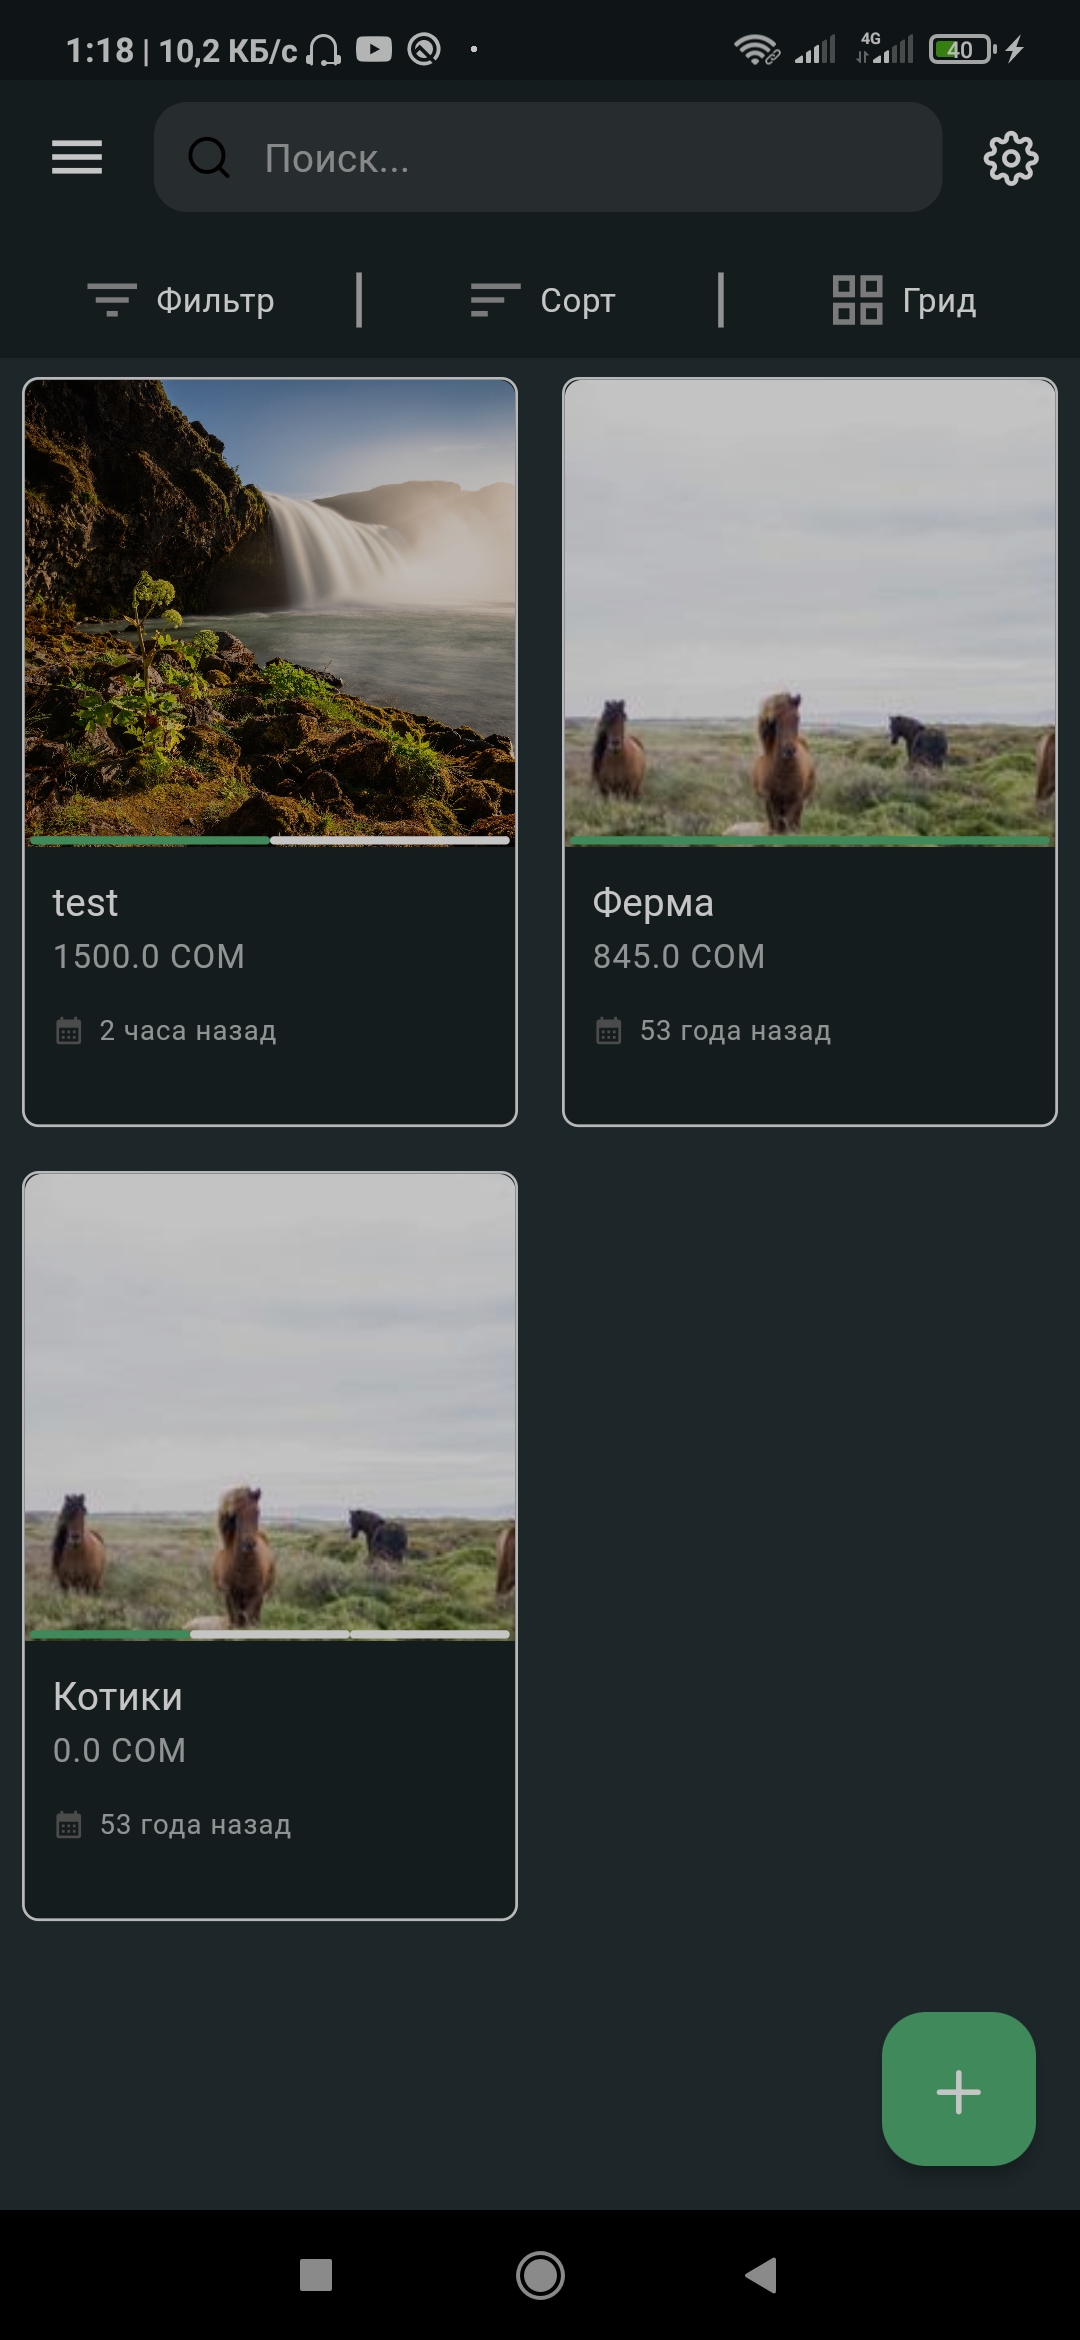 1:18 | 10,2 КБ/с 4G 40
Поиск...
Фильтр Сорт Грид
test
1500.0 СОМ
2 часа назад
Ферма
845.0 СОМ
53 года назад
Котики
0.0 СОМ
53 года назад